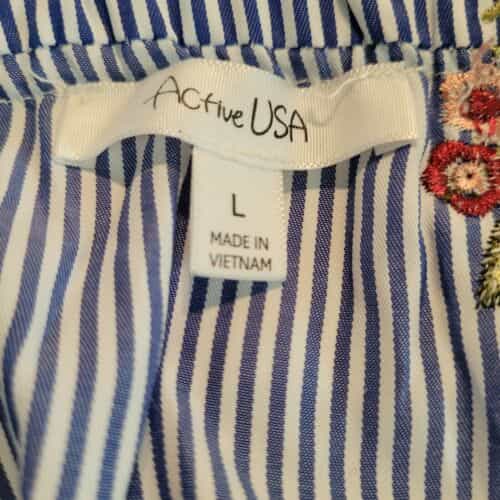 Active USA
L
MADE IN
VIETNAM